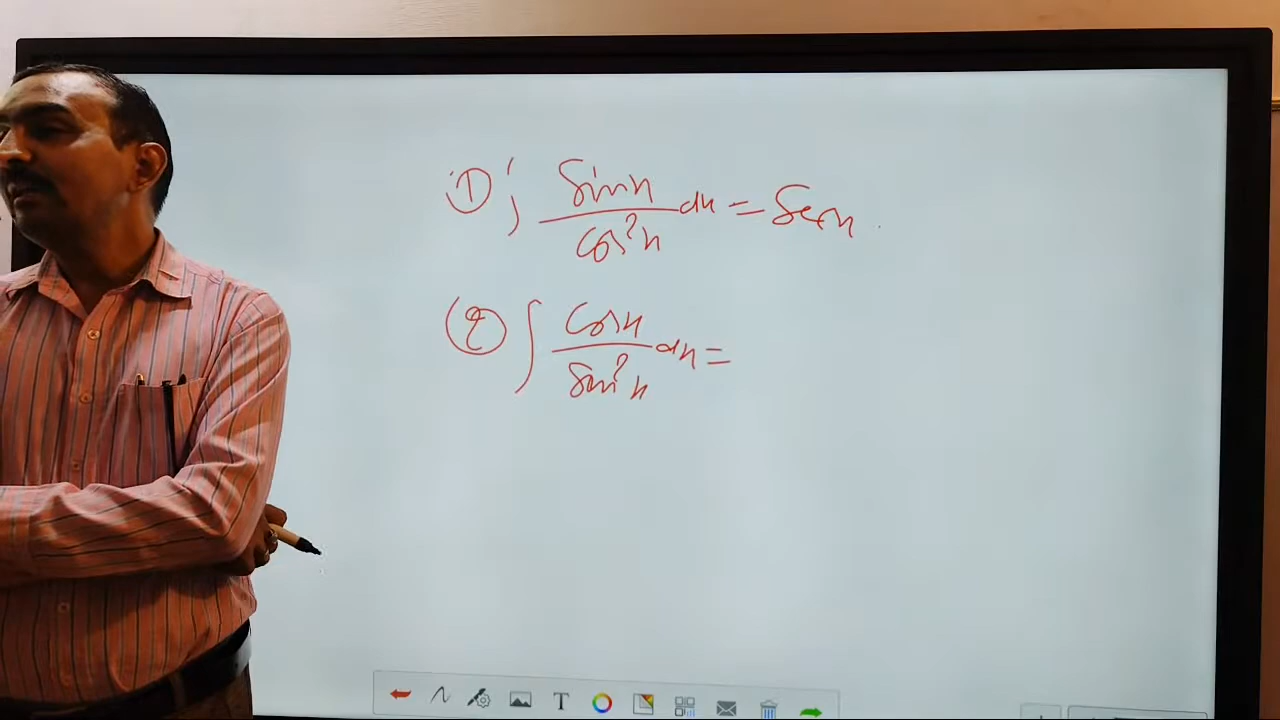 ① ∫ sinx/cos²x dx = secx
② ∫ cosx/sin²x dx =
T